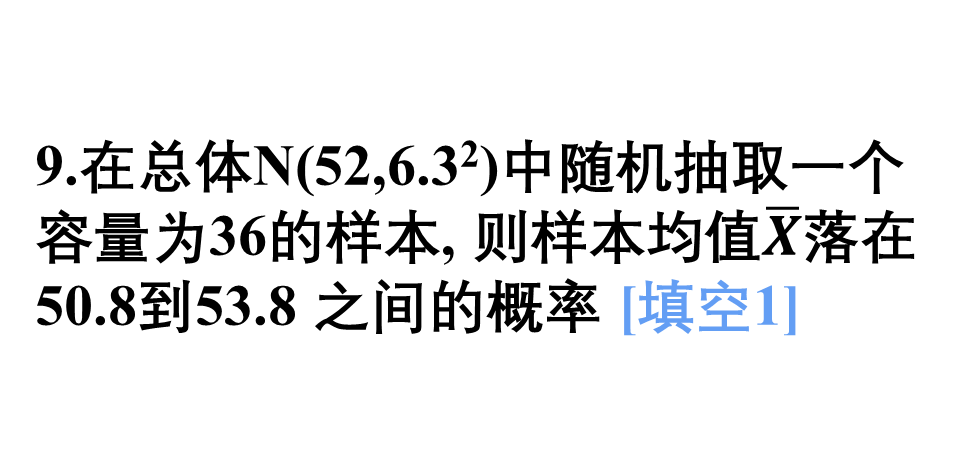 9.在总体N(52,6.3²)中随机抽取一个
容量为36的样本, 则样本均值X̅落在
50.8到53.8 之间的概率 [填空1]